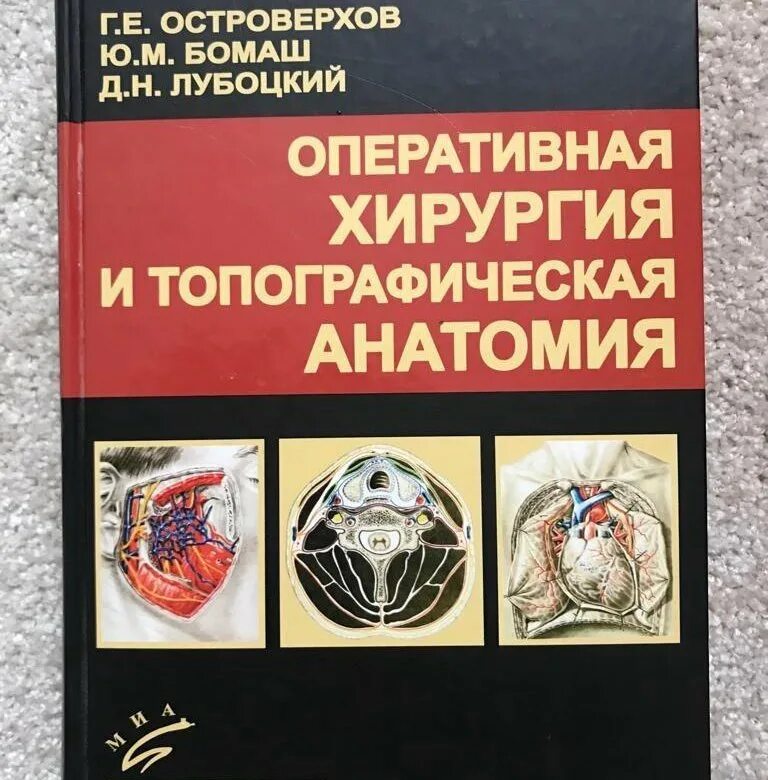 Г.Е. ОСТРОВЕРХОВ
Ю.М. БОМАШ
Д.Н. ЛУБОЦКИЙ
ОПЕРАТИВНАЯ
ХИРУРГИЯ
И ТОПОГРАФИЧЕСКАЯ
АНАТОМИЯ
МИА